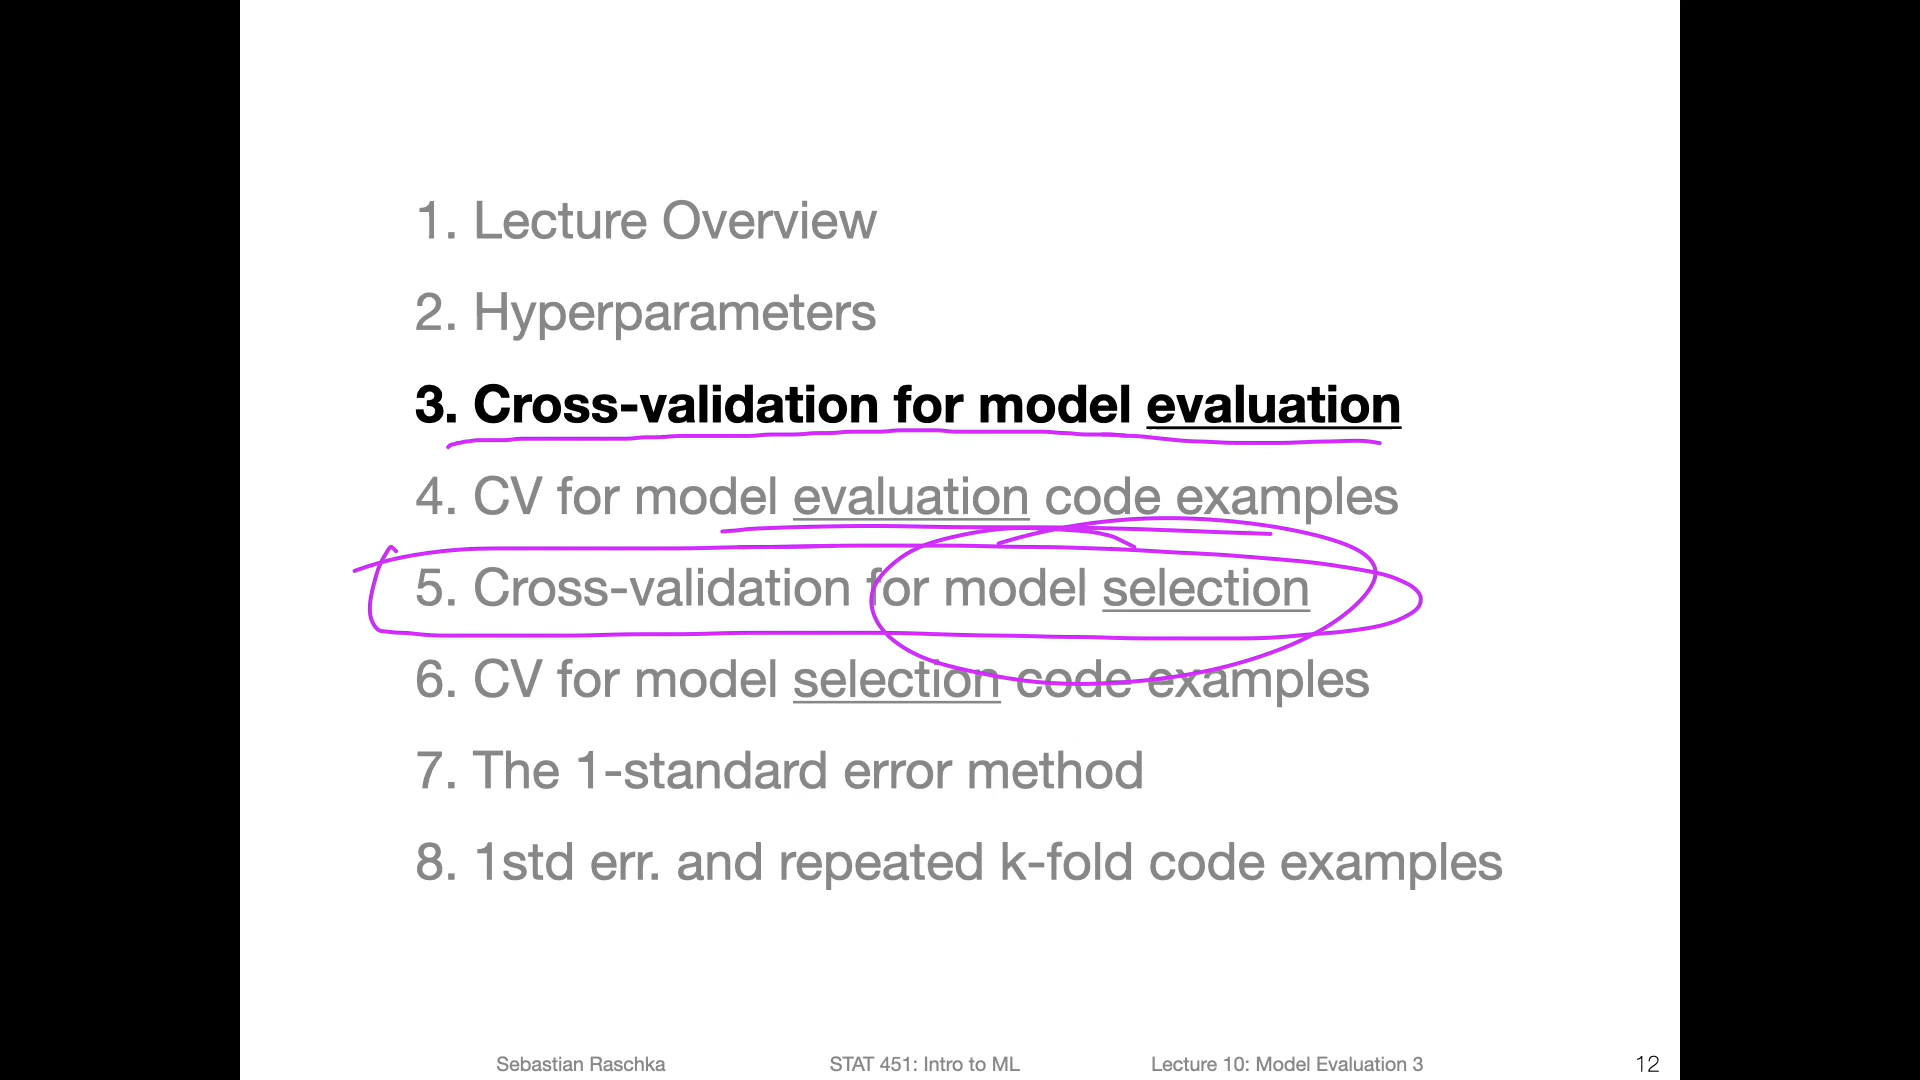 1. Lecture Overview
2. Hyperparameters
3. Cross-validation for model evaluation
4. CV for model evaluation code examples
5. Cross-validation for model selection
6. CV for model selection code examples
7. The 1-standard error method
8. 1std err. and repeated k-fold code examples
Sebastian Raschka STAT 451: Intro to ML Lecture 10: Model Evaluation 3 12